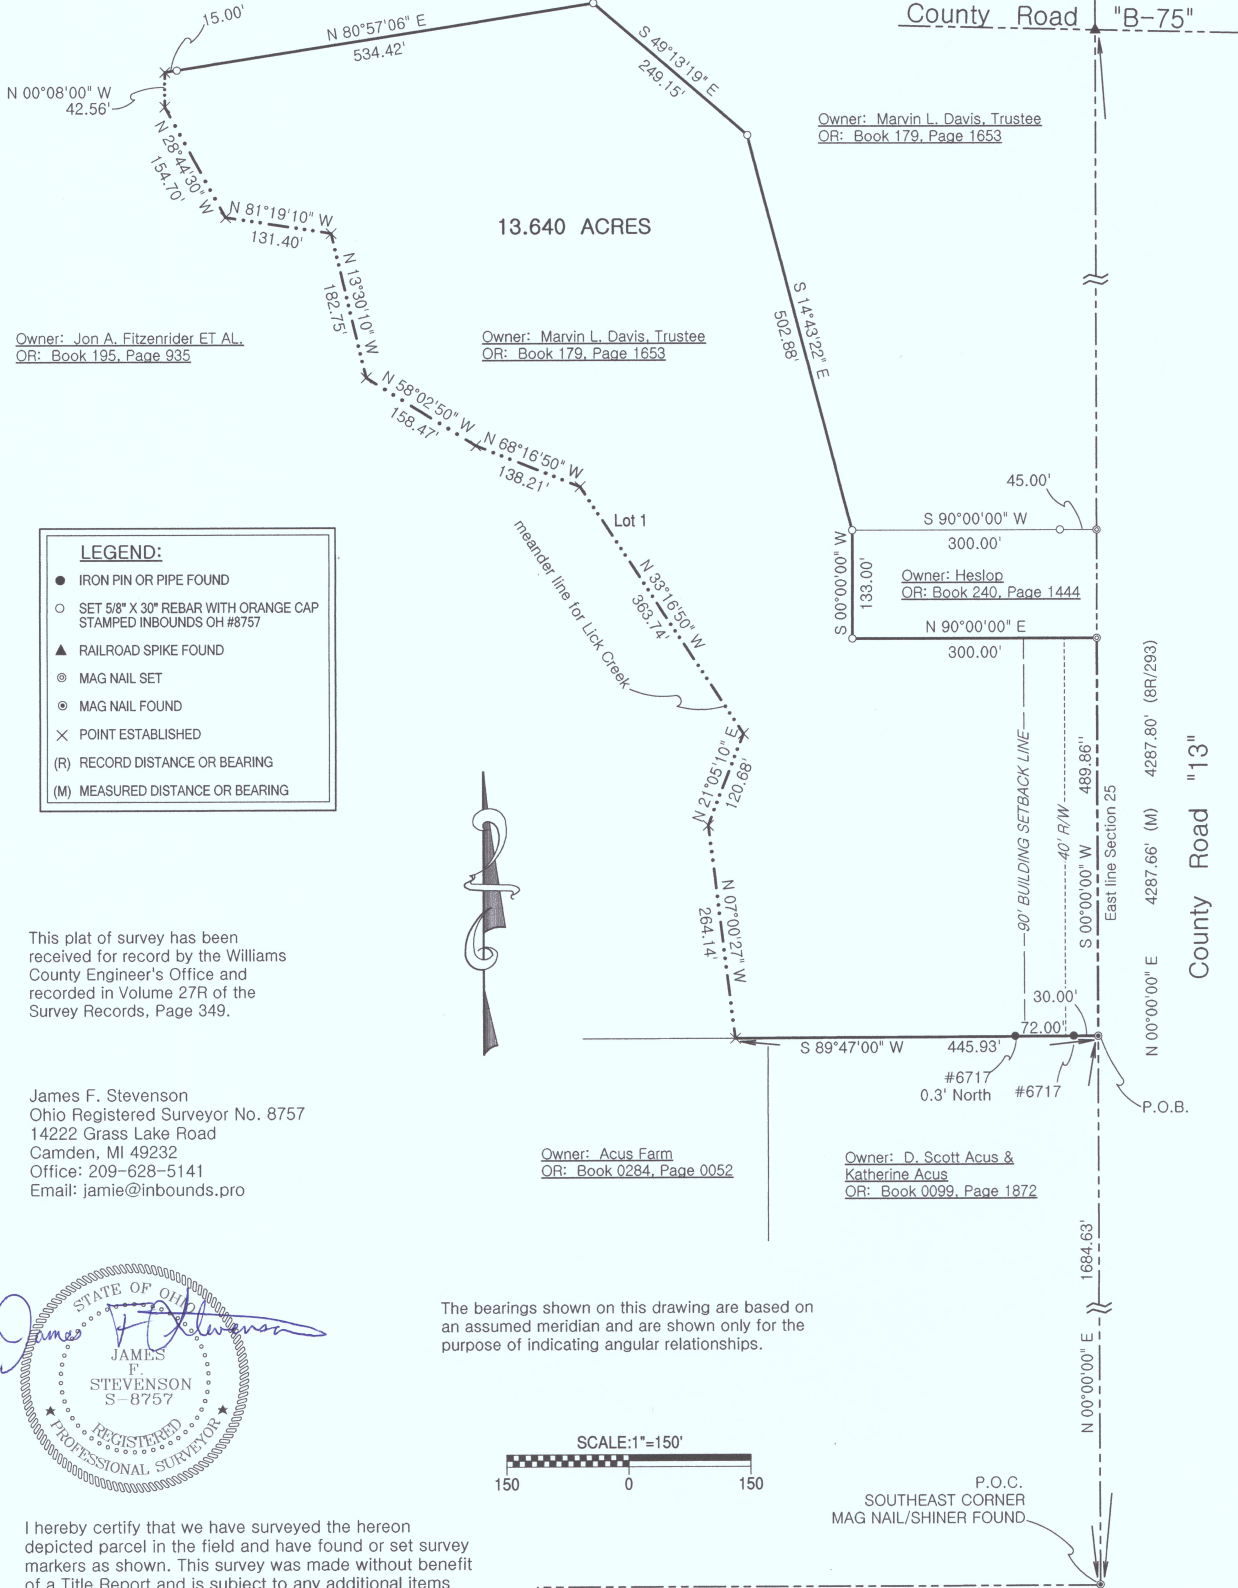 County Road "B-75"
15.00'
N 80°57'06" E
534.42'
S 49°13'19" E
249.15'
N 00°08'00" W
42.56'
Owner: Marvin L. Davis, Trustee
OR: Book 179, Page 1653
N 28°44'30" W
154.70'
N 81°19'10" W
131.40'
13.640 ACRES
N 13°30'10" W
182.75'
S 14°43'22" E
502.88'
Owner: Jon A. Fitzenrider ET AL.
OR: Book 195, Page 935
Owner: Marvin L. Davis, Trustee
OR: Book 179, Page 1653
N 58°02'50" W
158.47'
N 68°16'50" W
138.21'
45.00'
S 90°00'00" W
300.00'
Lot 1
meander line for Lick Creek
N 33°16'50" W
363.74'
S 00°00'00" W
133.00'
Owner: Heslop
OR: Book 240, Page 1444
N 90°00'00" E
300.00'
LEGEND:
IRON PIN OR PIPE FOUND
SET 5/8" X 30" REBAR WITH ORANGE CAP
STAMPED INBOUNDS OH #8757
RAILROAD SPIKE FOUND
MAG NAIL SET
MAG NAIL FOUND
POINT ESTABLISHED
(R) RECORD DISTANCE OR BEARING
(M) MEASURED DISTANCE OR BEARING
N 21°05'10" E
120.68'
N 07°00'27" W
264.14'
90' BUILDING SETBACK LINE
40' R/W
S 00°00'00" W 489.86''
East line Section 25
N 00°00'00" E 4287.66' (M) 4287.80' (8R/293)
County Road "13"
This plat of survey has been
received for record by the Williams
County Engineer's Office and
recorded in Volume 27R of the
Survey Records, Page 349.
30.00'
72.00'
S 89°47'00" W 445.93'
#6717
0.3' North
#6717
P.O.B.
James F. Stevenson
Ohio Registered Surveyor No. 8757
14222 Grass Lake Road
Camden, MI 49232
Office: 209-628-5141
Email: jamie@inbounds.pro
Owner: Acus Farm
OR: Book 0284, Page 0052
Owner: D. Scott Acus &
Katherine Acus
OR: Book 0099, Page 1872
N 00°00'00" E 1684.63'
STATE OF OHIO
James F Stevenson
JAMES
F.
STEVENSON
S-8757
REGISTERED
PROFESSIONAL SURVEYOR
The bearings shown on this drawing are based on
an assumed meridian and are shown only for the
purpose of indicating angular relationships.
SCALE:1"=150'
150 0 150
P.O.C.
SOUTHEAST CORNER
MAG NAIL/SHINER FOUND
I hereby certify that we have surveyed the hereon
depicted parcel in the field and have found or set survey
markers as shown. This survey was made without benefit
of a Title Report and is subject to any additional items